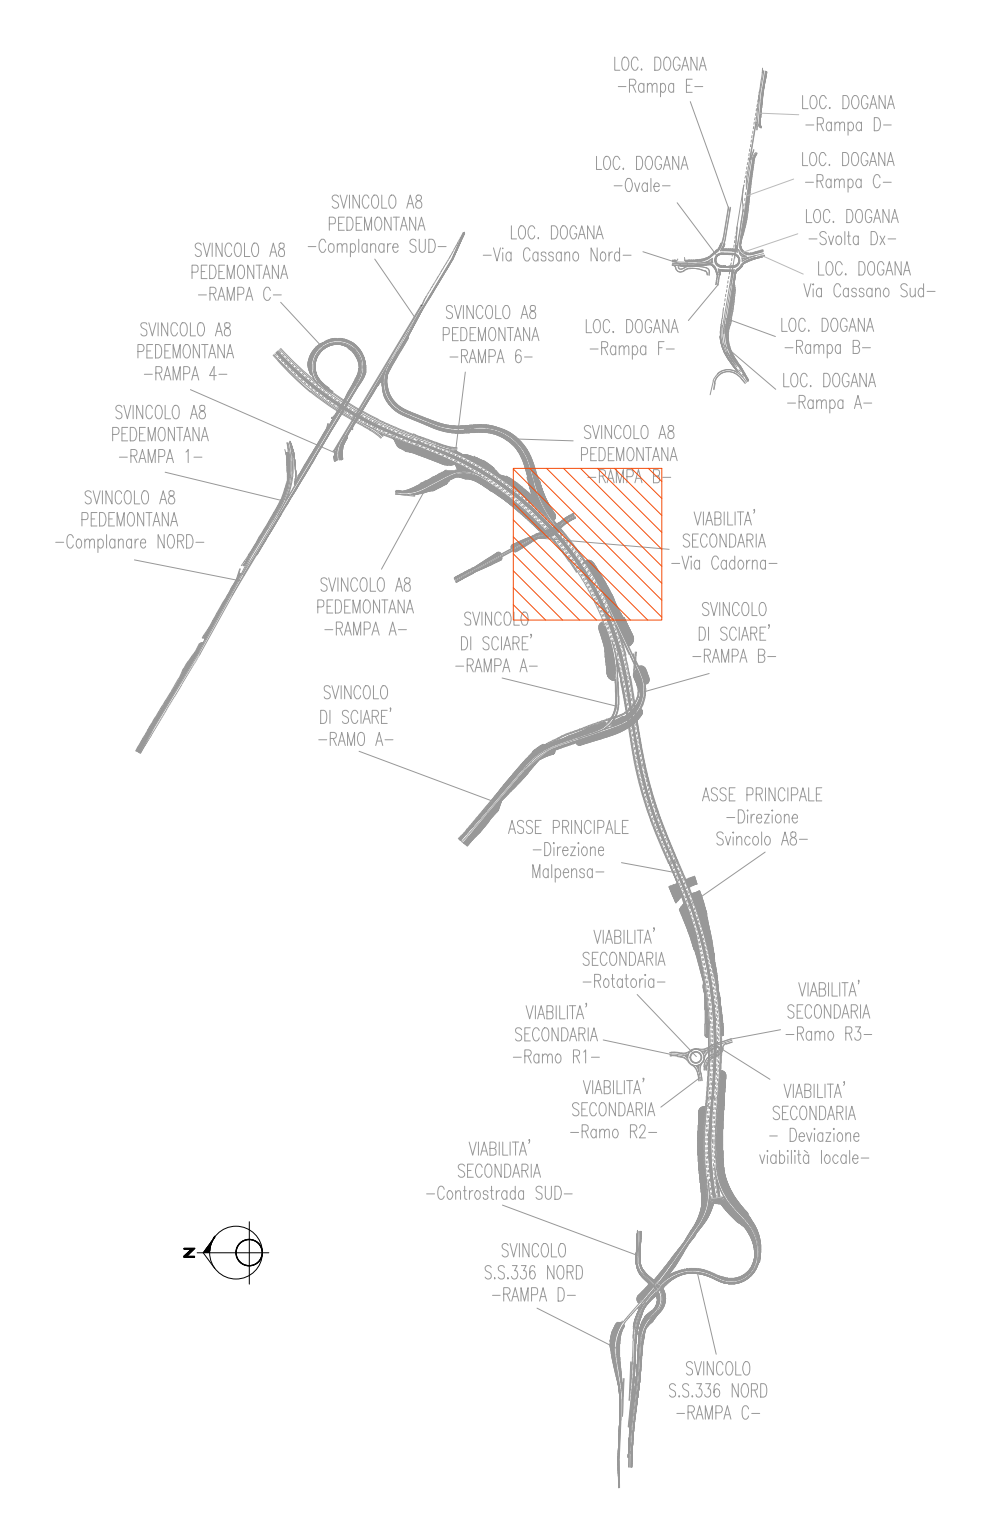 LOC. DOGANA
-Rampa E-
LOC. DOGANA
-Rampa D-
LOC. DOGANA
-Ovale-
LOC. DOGANA
-Rampa C-
SVINCOLO A8
PEDEMONTANA
-Complanare SUD-
LOC. DOGANA
-Svolta Dx-
LOC. DOGANA
-Via Cassano Nord-
SVINCOLO A8
PEDEMONTANA
-RAMPA C-
LOC. DOGANA
Via Cassano Sud-
SVINCOLO A8
PEDEMONTANA
-RAMPA 6-
LOC. DOGANA
-Rampa F-
LOC. DOGANA
-Rampa B-
SVINCOLO A8
PEDEMONTANA
-RAMPA 4-
LOC. DOGANA
-Rampa A-
SVINCOLO A8
PEDEMONTANA
-RAMPA 1-
SVINCOLO A8
PEDEMONTANA
-RAMPA B-
SVINCOLO A8
PEDEMONTANA
-Complanare NORD-
VIABILITA'
SECONDARIA
-Via Cadorna-
SVINCOLO A8
PEDEMONTANA
-RAMPA A-
SVINCOLO
DI SCIARE'
-RAMPA A-
SVINCOLO
DI SCIARE'
-RAMPA B-
SVINCOLO
DI SCIARE'
-RAMO A-
ASSE PRINCIPALE
-Direzione
Svincolo A8-
ASSE PRINCIPALE
-Direzione
Malpensa-
VIABILITA'
SECONDARIA
-Rotatoria-
VIABILITA'
SECONDARIA
-Ramo R3-
VIABILITA'
SECONDARIA
-Ramo R1-
VIABILITA'
SECONDARIA
-Ramo R2-
VIABILITA'
SECONDARIA
- Deviazione
viabilità locale-
VIABILITA'
SECONDARIA
-Controstrada SUD-
N
SVINCOLO
S.S.336 NORD
-RAMPA D-
SVINCOLO
S.S.336 NORD
-RAMPA C-